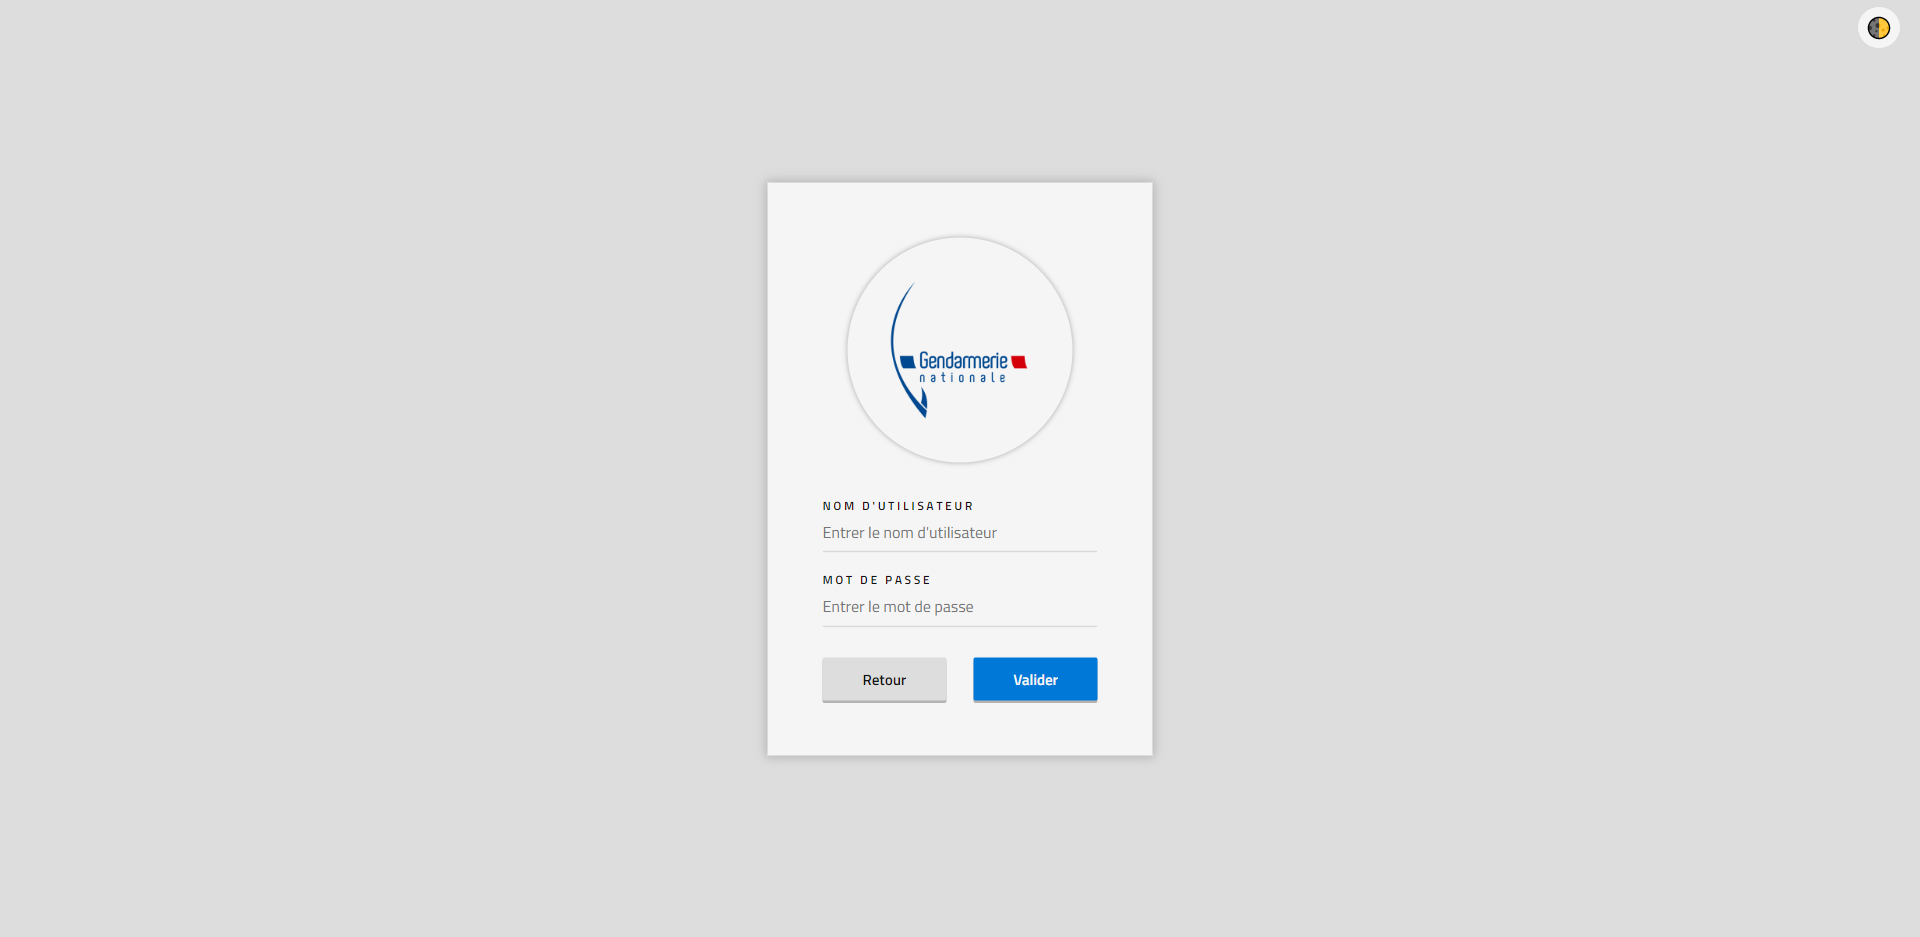 Gendarmerie
nationale
NOM D'UTILISATEUR
Entrer le nom d'utilisateur
MOT DE PASSE
Entrer le mot de passe
Retour
Valider